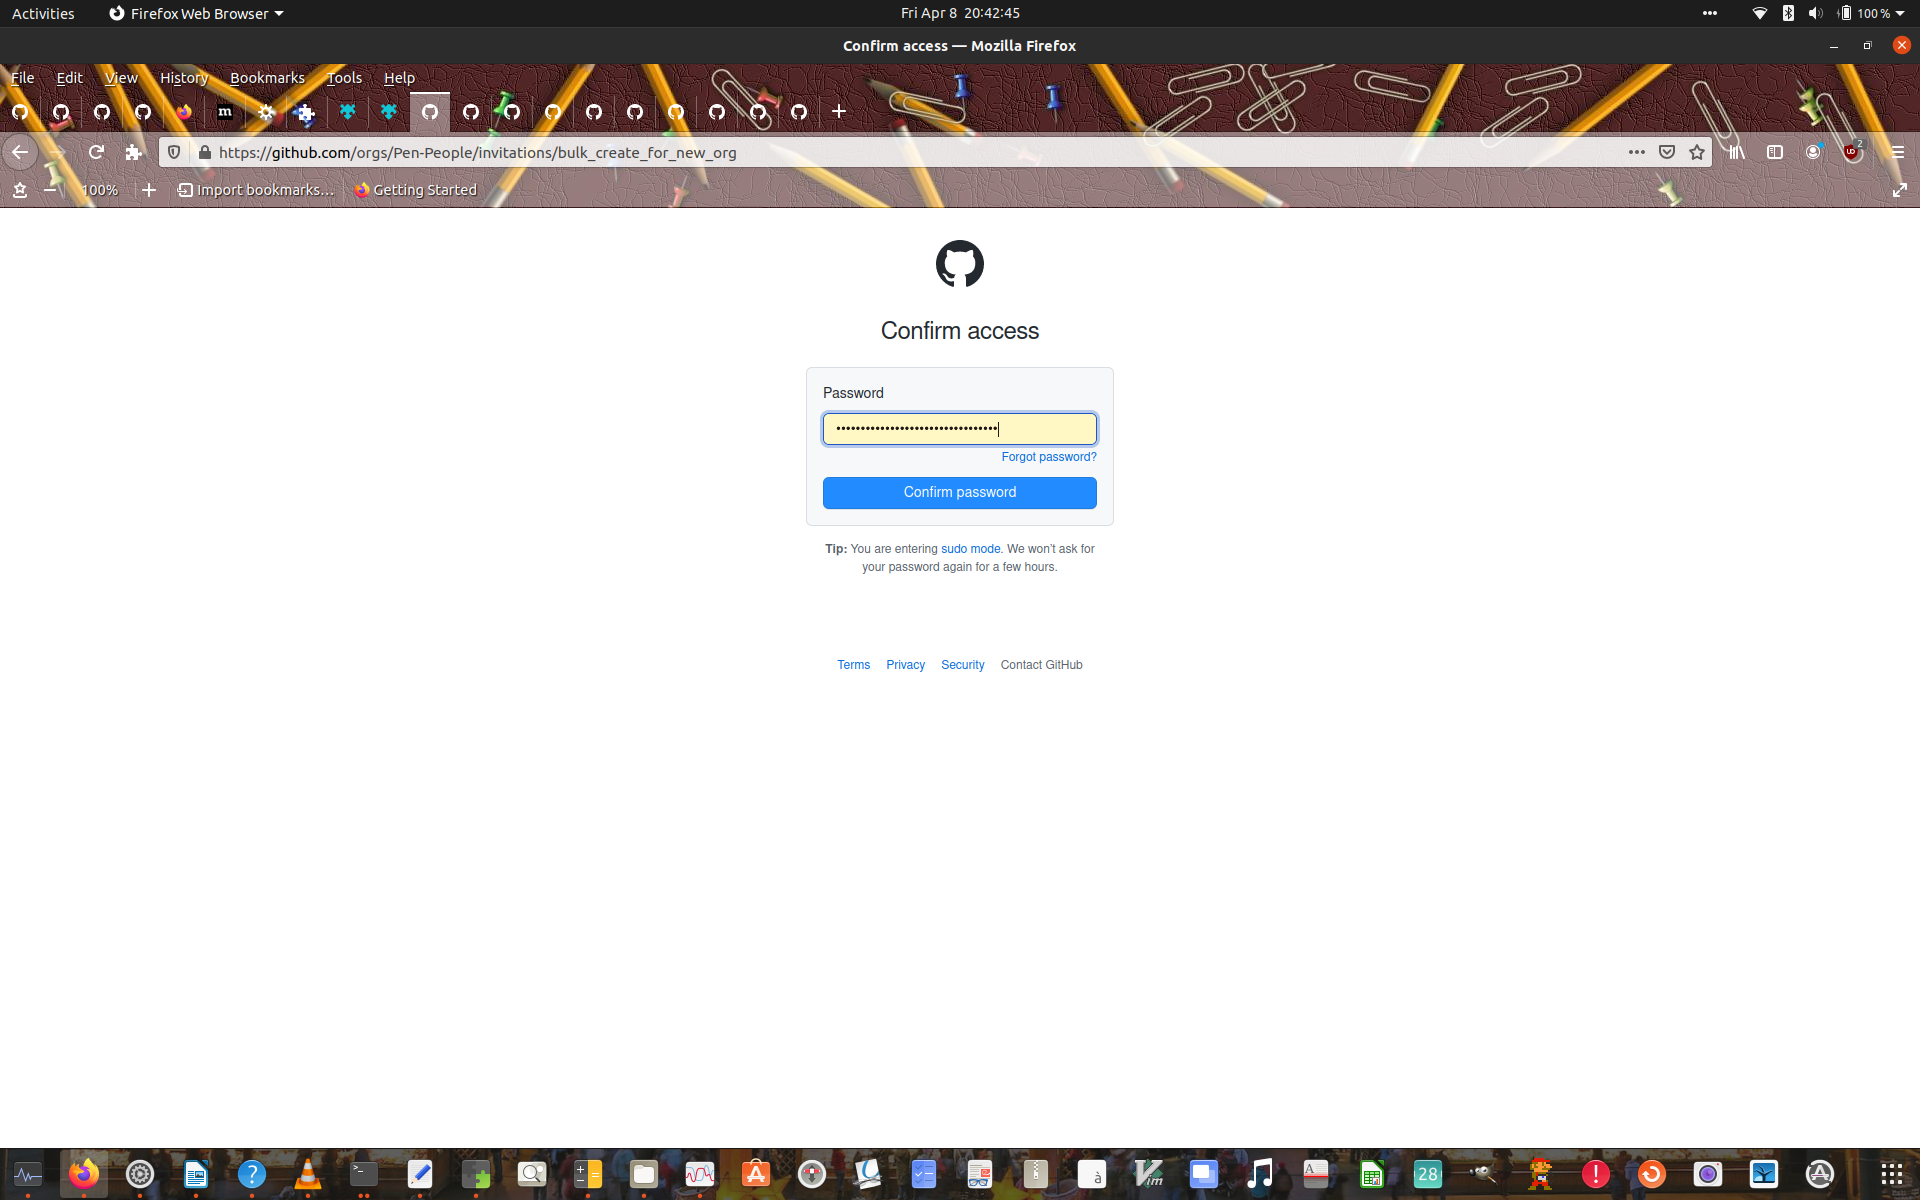 Activities
Firefox Web Browser
Fri Apr 8 20:42:45
100 %
Confirm access — Mozilla Firefox
File Edit View History Bookmarks Tools Help
m
https://github.com/orgs/Pen-People/invitations/bulk_create_for_new_org
2
100%
Import bookmarks...
Getting Started
Confirm access
Password
Forgot password?
Confirm password
Tip: You are entering sudo mode. We won't ask for
your password again for a few hours.
Terms Privacy Security Contact GitHub
28